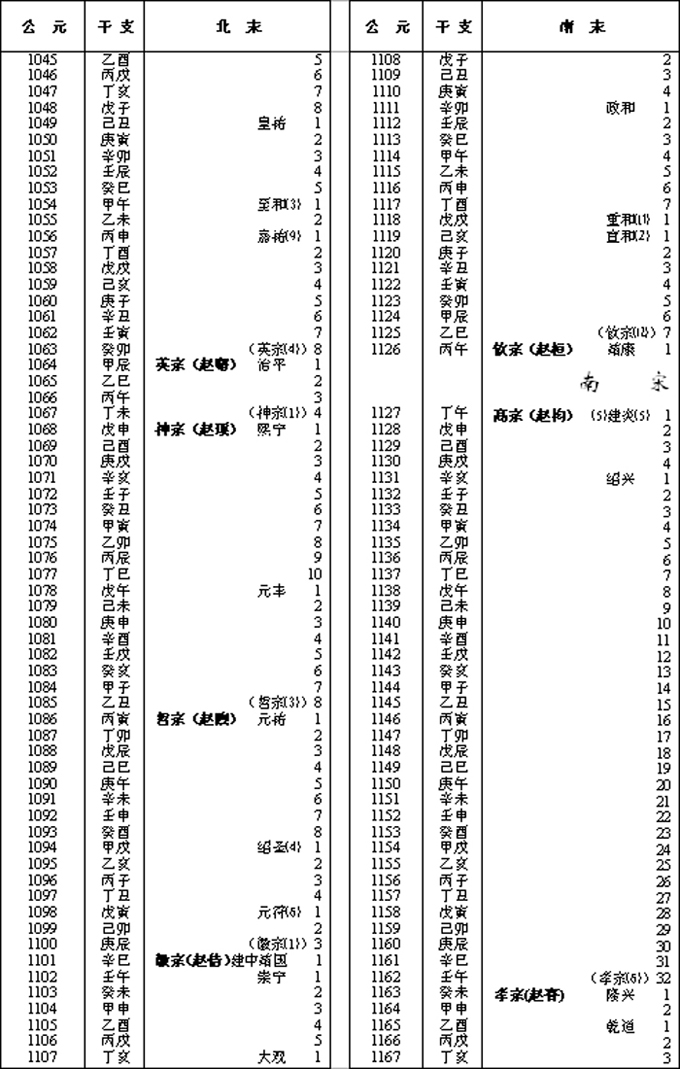 公元 干支 北宋
1045 乙酉 5
1046 丙戌 6
1047 丁亥 7
1048 戊子 8
1049 己丑 皇祐 1
1050 庚寅 2
1051 辛卯 3
1052 壬辰 4
1053 癸巳 5
1054 甲午 至和(3) 1
1055 乙未 2
1056 丙申 嘉祐(9) 1
1057 丁酉 2
1058 戊戌 3
1059 己亥 4
1060 庚子 5
1061 辛丑 6
1062 壬寅 7
1063 癸卯 (英宗(4)) 8
1064 甲辰 英宗(赵曙) 治平 1
1065 乙巳 2
1066 丙午 3
1067 丁未 (神宗(1)) 4
1068 戊申 神宗(赵顼) 熙宁 1
1069 己酉 2
1070 庚戌 3
1071 辛亥 4
1072 壬子 5
1073 癸丑 6
1074 甲寅 7
1075 乙卯 8
1076 丙辰 9
1077 丁巳 10
1078 戊午 元丰 1
1079 己未 2
1080 庚申 3
1081 辛酉 4
1082 壬戌 5
1083 癸亥 6
1084 甲子 7
1085 乙丑 (哲宗(3)) 8
1086 丙寅 哲宗(赵煦) 元祐 1
1087 丁卯 2
1088 戊辰 3
1089 己巳 4
1090 庚午 5
1091 辛未 6
1092 壬申 7
1093 癸酉 8
1094 甲戌 绍圣(4) 1
1095 乙亥 2
1096 丙子 3
1097 丁丑 4
1098 戊寅 元符(6) 1
1099 己卯 2
1100 庚辰 (徽宗(1)) 3
1101 辛巳 徽宗(赵佶)建中靖国 1
1102 壬午 崇宁 1
1103 癸未 2
1104 甲申 3
1105 乙酉 4
1106 丙戌 5
1107 丁亥 大观 1
公元 干支 南宋
1108 戊子 2
1109 己丑 3
1110 庚寅 4
1111 辛卯 政和 1
1112 壬辰 2
1113 癸巳 3
1114 甲午 4
1115 乙未 5
1116 丙申 6
1117 丁酉 7
1118 戊戌 重和(1) 1
1119 己亥 宣和(2) 1
1120 庚子 2
1121 辛丑 3
1122 壬寅 4
1123 癸卯 5
1124 甲辰 6
1125 乙巳 (钦宗(12)) 7
1126 丙午 钦宗(赵桓) 靖康 1
南宋
1127 丁午 高宗(赵构) (5)建炎(5) 1
1128 戊申 2
1129 己酉 3
1130 庚戌 4
1131 辛亥 绍兴 1
1132 壬子 2
1133 癸丑 3
1134 甲寅 4
1135 乙卯 5
1136 丙辰 6
1137 丁巳 7
1138 戊午 8
1139 己未 9
1140 庚申 10
1141 辛酉 11
1142 壬戌 12
1143 癸亥 13
1144 甲子 14
1145 乙丑 15
1146 丙寅 16
1147 丁卯 17
1148 戊辰 18
1149 己巳 19
1150 庚午 20
1151 辛未 21
1152 壬申 22
1153 癸酉 23
1154 甲戌 24
1155 乙亥 25
1156 丙子 26
1157 丁丑 27
1158 戊寅 28
1159 己卯 29
1160 庚辰 30
1161 辛巳 31
1162 壬午 (孝宗(6)) 32
1163 癸未 孝宗(赵昚) 隆兴 1
1164 甲申 2
1165 乙酉 乾道 1
1166 丙戌 2
1167 丁亥 3